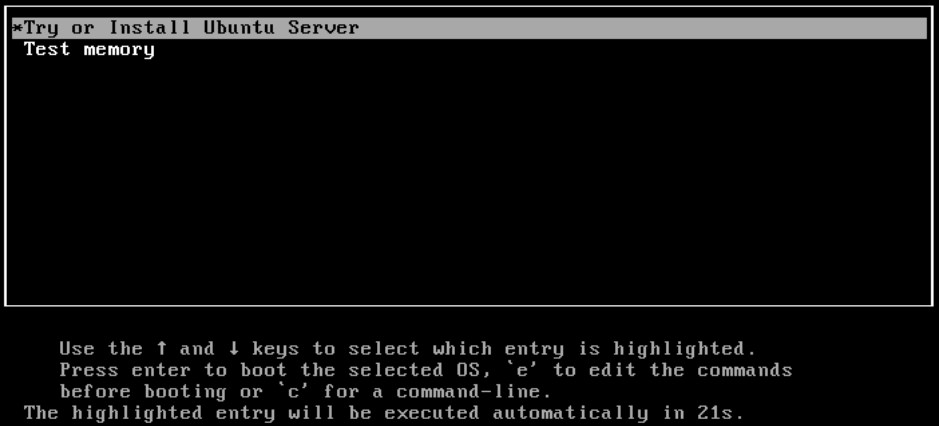 *Try or Install Ubuntu Server
Test memory
Use the ↑ and ↓ keys to select which entry is highlighted.
Press enter to boot the selected OS, `e' to edit the commands
before booting or `c' for a command-line.
The highlighted entry will be executed automatically in 21s.